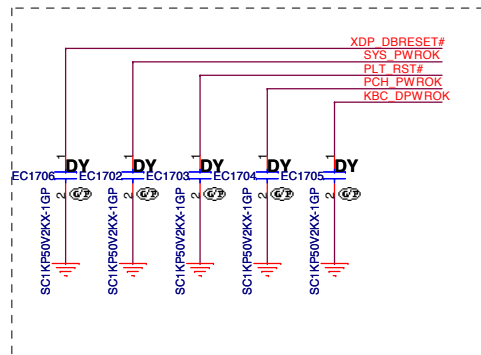 XDP_DBRESET#
SYS_PWROK
PLT_RST#
PCH_PWROK
KBC_DPWROK
1 DY 1 DY 1 DY 1 DY 1 DY
EC1706 EC1702 EC1703 EC1704 EC1705
2 2 2 2 2
SC1KP50V2KX-1GP
SC1KP50V2KX-1GP
SC1KP50V2KX-1GP
SC1KP50V2KX-1GP
SC1KP50V2KX-1GP